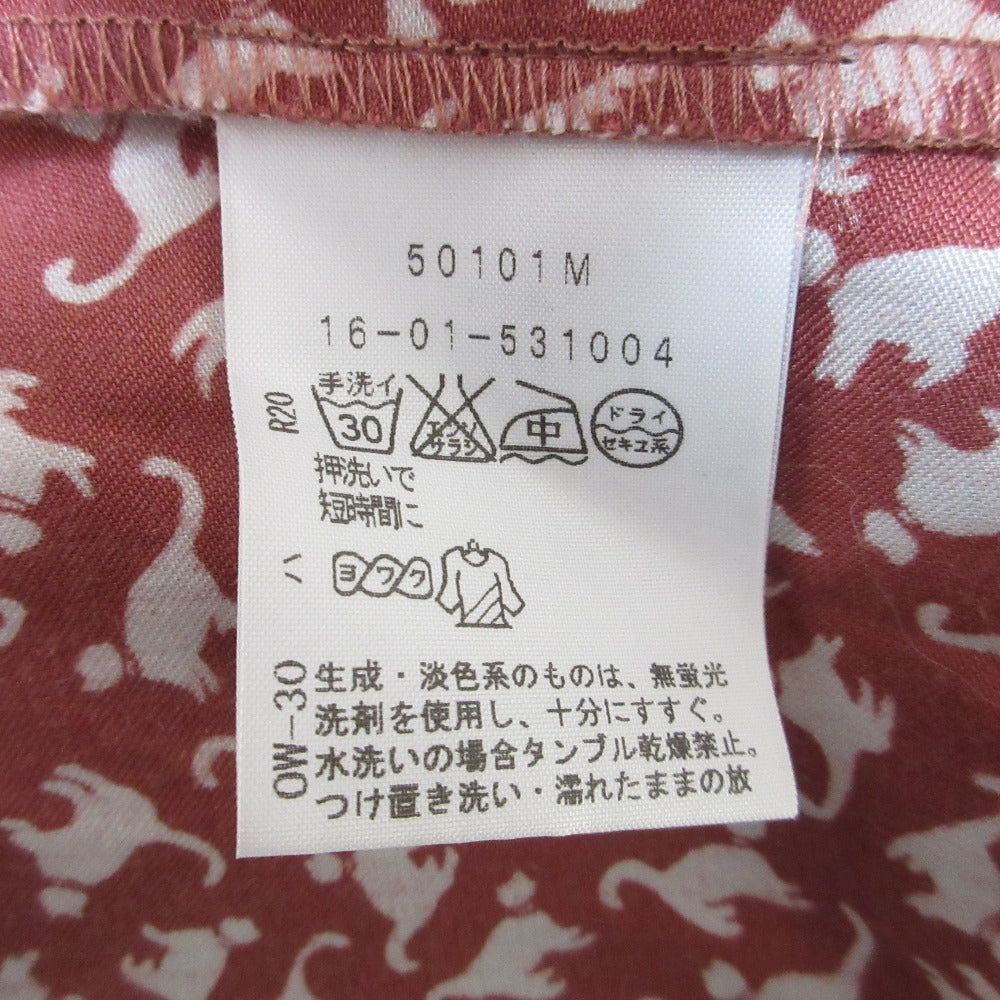 50101M
16-01-531004
R20
手洗イ
30
エンソ
サラシ
中
ドライ
セキユ系
押洗いで
短時間に
ハ
ヨワク
OW-30
生成・淡色系のものは、無蛍光
洗剤を使用し、十分にすすぐ。
水洗いの場合タンブル乾燥禁止。
つけ置き洗い・濡れたままの放